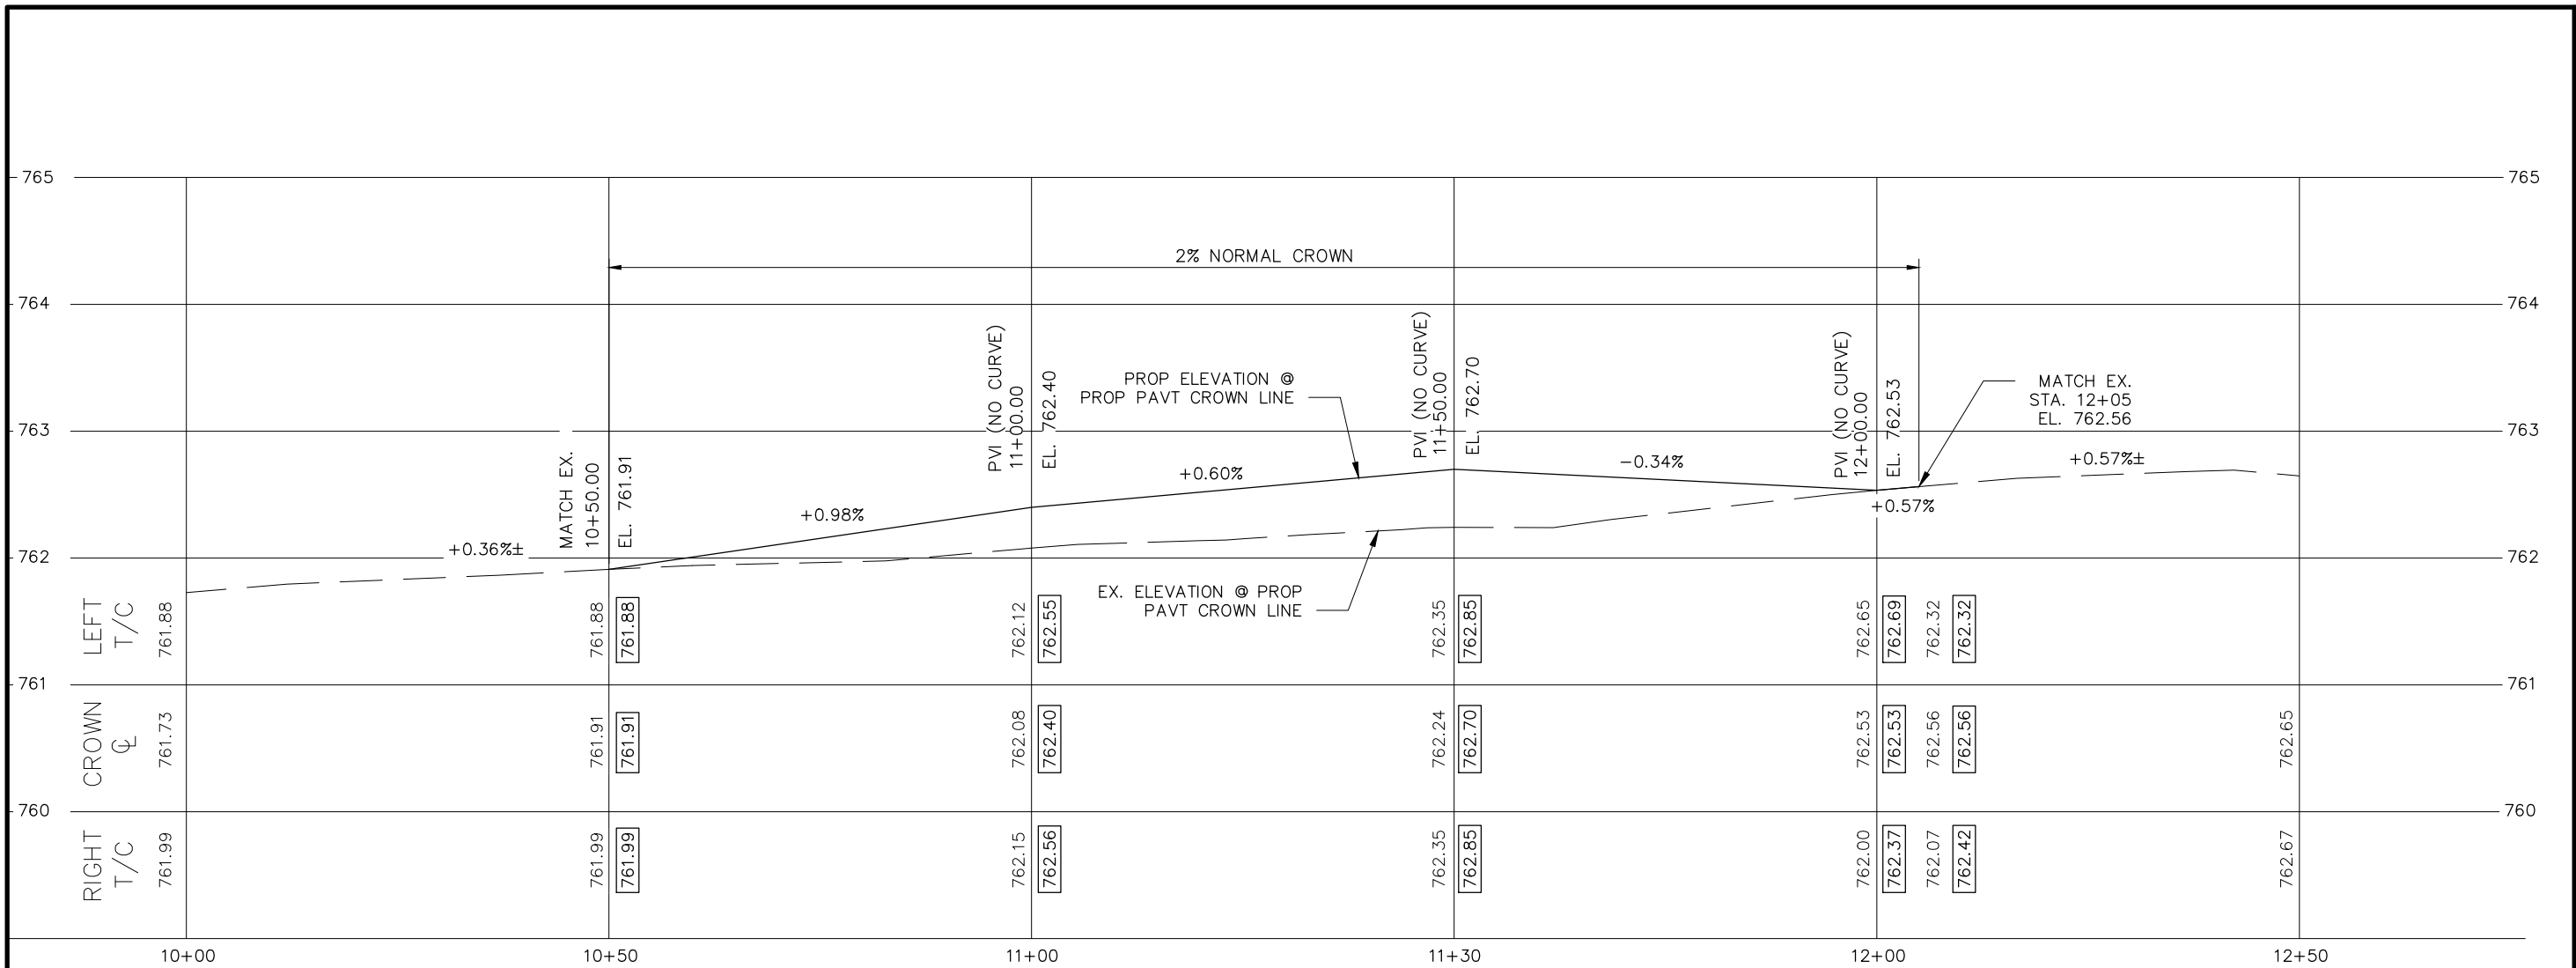 765
765
2% NORMAL CROWN
764
764
PVI (NO CURVE)
11+00.00
EL. 762.40
PROP ELEVATION @
PROP PAVT CROWN LINE
PVI (NO CURVE)
11+50.00
EL. 762.70
PVI (NO CURVE)
12+00.00
EL. 762.53
MATCH EX.
STA. 12+05
EL. 762.56
763
763
MATCH EX.
10+50.00
EL. 761.91
+0.36%±
+0.98%
+0.60%
-0.34%
+0.57%
+0.57%±
762
762
EX. ELEVATION @ PROP
PAVT CROWN LINE
LEFT
T/C
761.88
761.88
761.88
762.12
762.55
762.35
762.85
762.65
762.69
762.32
762.32
761
761
CROWN
CL
761.73
761.91
761.91
762.08
762.40
762.24
762.70
762.53
762.53
762.56
762.56
762.65
760
760
RIGHT
T/C
761.99
761.99
761.99
762.15
762.56
762.35
762.85
762.00
762.37
762.07
762.42
762.67
10+00
10+50
11+00
11+30
12+00
12+50